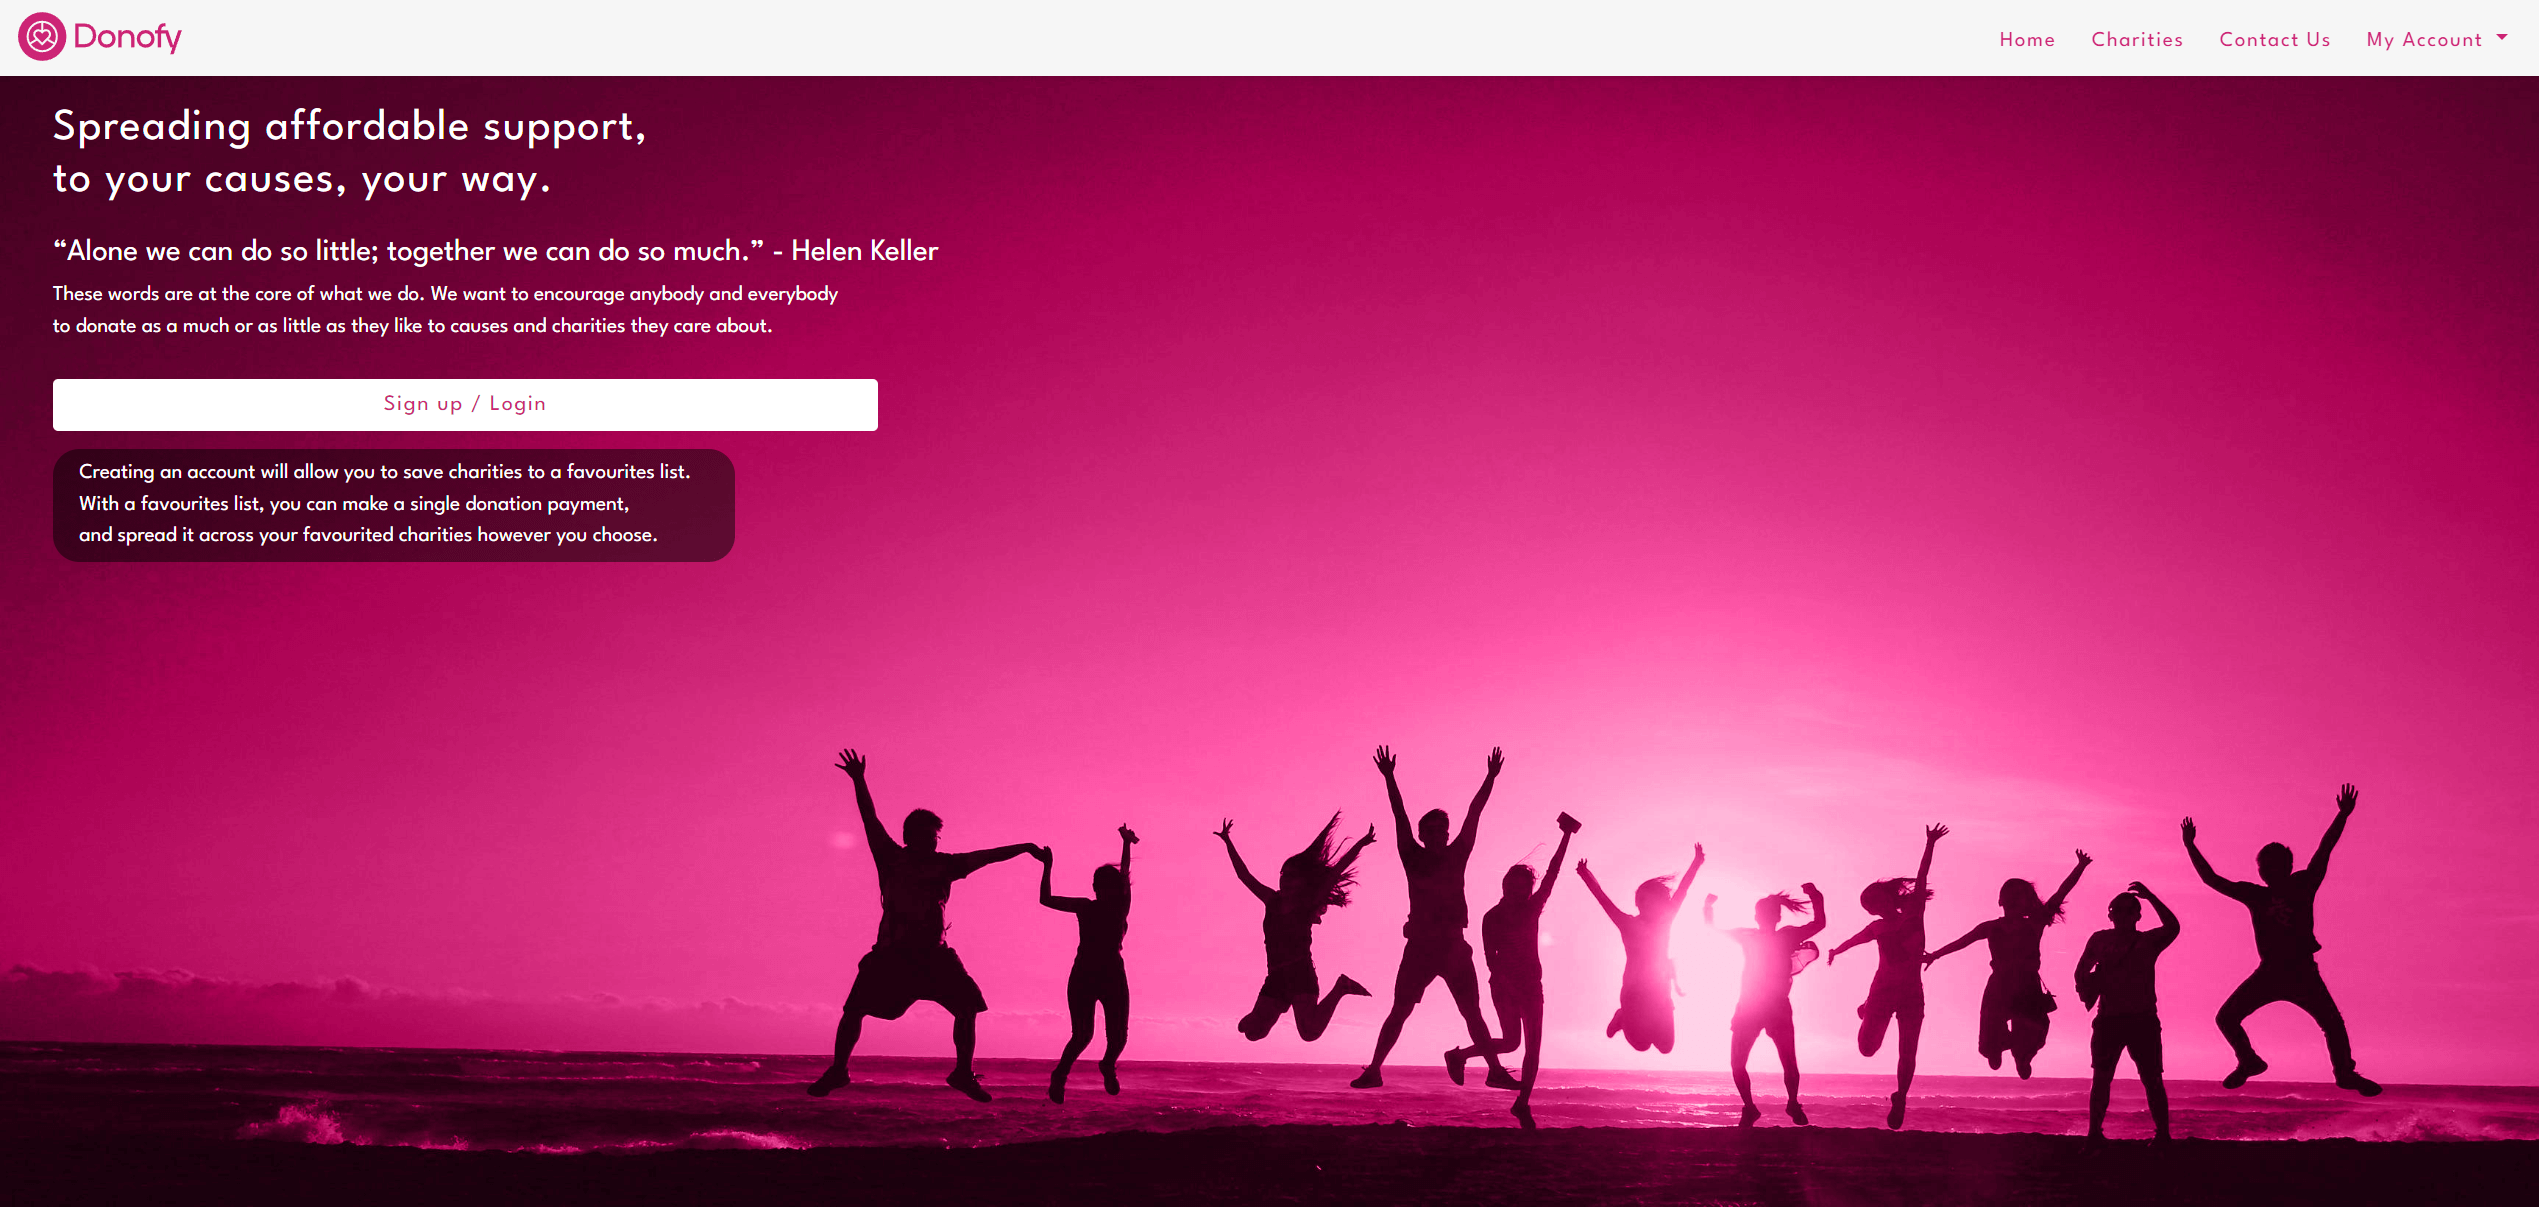 Donofy
Home
Charities
Contact Us
My Account
Spreading affordable support,
to your causes, your way.
“Alone we can do so little; together we can do so much.” - Helen Keller
These words are at the core of what we do. We want to encourage anybody and everybody
to donate as a much or as little as they like to causes and charities they care about.
Sign up / Login
Creating an account will allow you to save charities to a favourites list.
With a favourites list, you can make a single donation payment,
and spread it across your favourited charities however you choose.